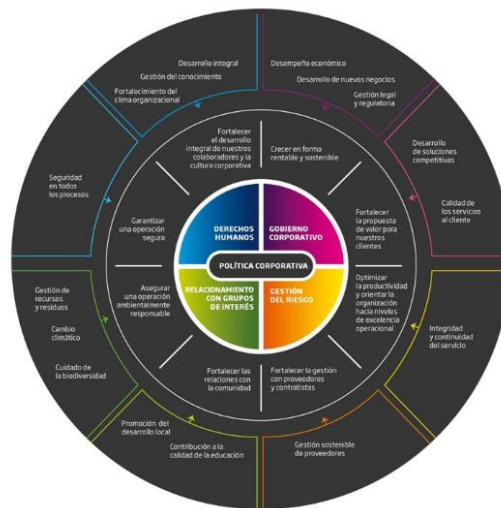 Desarrollo integral
Gestión del conocimiento
Fortalecimiento del
clima organizacional
Desempeño económico
Desarrollo de nuevos negocios
Gestión legal
y regulatoria
Seguridad
en todos
los procesos
Desarrollo
de soluciones
competitivas
Calidad de
los servicios
al cliente
Fortalecer
el desarrollo
integral de nuestros
colaboradores y la
cultura corporativa
Crecer en forma
rentable y sostenible
Garantizar
una operación
segura
Fortalecer
la propuesta
de valor para
nuestros
clientes
DERECHOS
HUMANOS
GOBIERNO
CORPORATIVO
POLÍTICA CORPORATIVA
RELACIONAMIENTO
CON GRUPOS
DE INTERÉS
GESTIÓN
DEL RIESGO
Asegurar
una operación
ambientalmente
responsable
Optimizar
la productividad
y orientar la
organización
hacia niveles
de excelencia
operacional
Gestión de
recursos
y residuos
Cambio
climático
Cuidado de
la biodiversidad
Integridad
y continuidad
del servicio
Fortalecer las
relaciones con
la comunidad
Fortalecer la gestión
con proveedores
y contratistas
Promoción del
desarrollo local
Contribución a la
calidad de la educación
Gestión sostenible
de proveedores